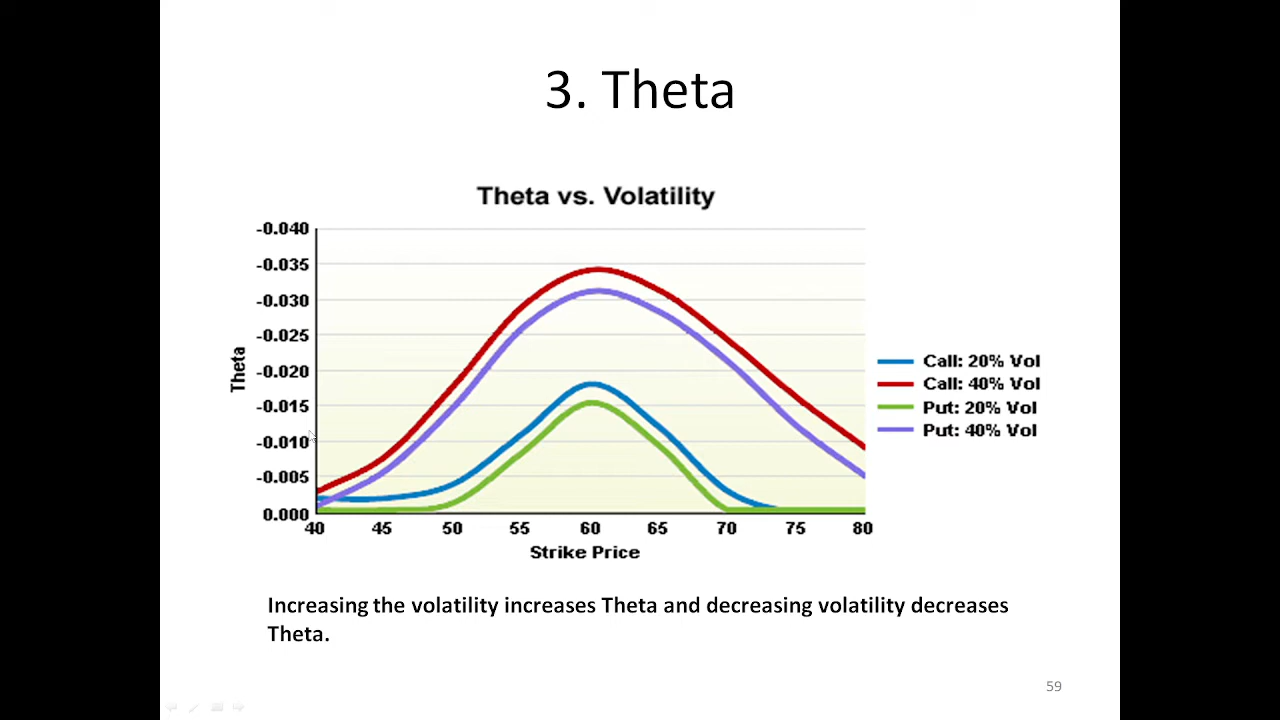 3. Theta
Theta vs. Volatility
-0.040
-0.035
-0.030
-0.025
-0.020
-0.015
-0.010
-0.005
0.000
Theta
40 45 50 55 60 65 70 75 80
Strike Price
Call: 20% Vol
Call: 40% Vol
Put: 20% Vol
Put: 40% Vol
Increasing the volatility increases Theta and decreasing volatility decreases
Theta.
59